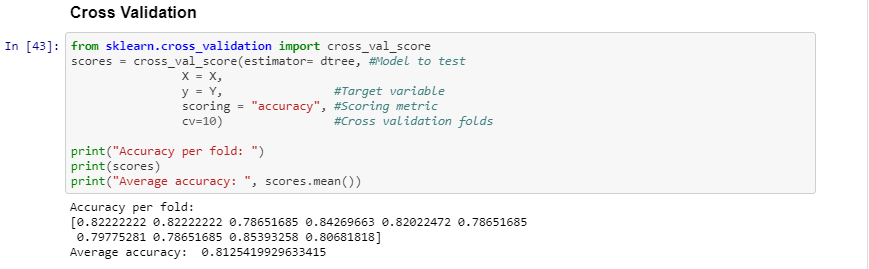 Cross Validation
In [43]: from sklearn.cross_validation import cross_val_score
scores = cross_val_score(estimator= dtree, #Model to test
                X = X,
                y = Y,                #Target variable
                scoring = "accuracy", #Scoring metric
                cv=10)                #Cross validation folds
print("Accuracy per fold: ")
print(scores)
print("Average accuracy: ", scores.mean())
Accuracy per fold:
[0.82222222 0.82222222 0.78651685 0.84269663 0.82022472 0.78651685
 0.79775281 0.78651685 0.85393258 0.80681818]
Average accuracy:  0.8125419929633415